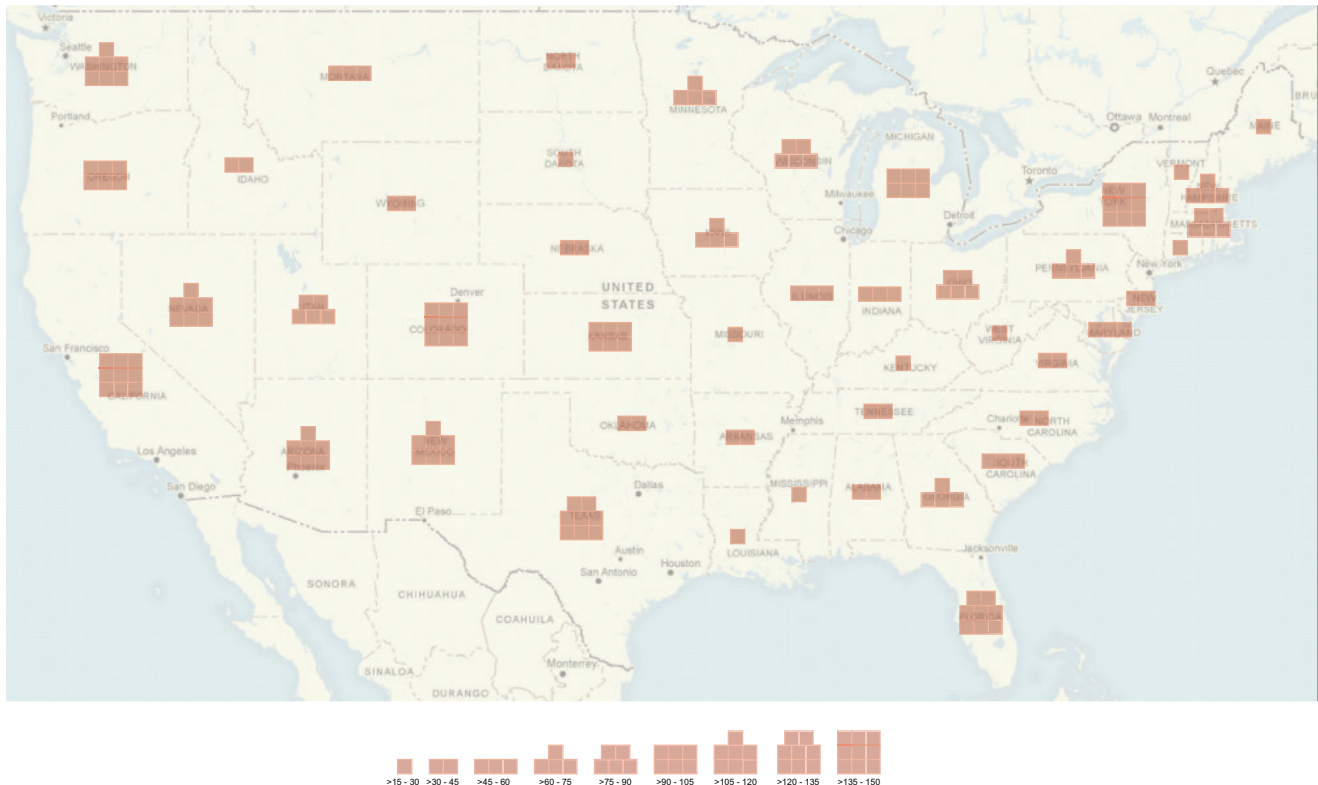 Victoria
Seattle
WASHINGTON
MONTANA
NORTH
DAKOTA
MINNESOTA
Quebec
BRU
Portland
Ottawa
Montreal
MAINE
MICHIGAN
OREGON
IDAHO
SOUTH
DAKOTA
WISCONSIN
VERMONT
Toronto
WYOMING
Milwaukee
NEW
YORK
NEW
HAMPSHIRE
Detroit
MASSACHUSETTS
Chicago
IOWA
NEBRASKA
New York
PENNSYLVANIA
UNITED
STATES
Denver
NEVADA
UTAH
COLORADO
ILLINOIS
INDIANA
OHIO
NEW
JERSEY
KANSAS
MISSOURI
WEST
VIRGINIA
MARYLAND
San Francisco
KENTUCKY
VIRGINIA
CALIFORNIA
TENNESSEE
OKLAHOMA
ARKANSAS
Memphis
Charlotte
NORTH
CAROLINA
Los Angeles
ARIZONA
Phoenix
NEW
MEXICO
SOUTH
CAROLINA
San Diego
Dallas
MISSISSIPPI
ALABAMA
GEORGIA
El Paso
TEXAS
Austin
LOUISIANA
Jacksonville
San Antonio
Houston
SONORA
CHIHUAHUA
COAHUILA
FLORIDA
SINALOA
Monterrey
DURANGO
>15 - 30 >30 - 45 >45 - 60 >60 - 75 >75 - 90 >90 - 105 >105 - 120 >120 - 135 >135 - 150